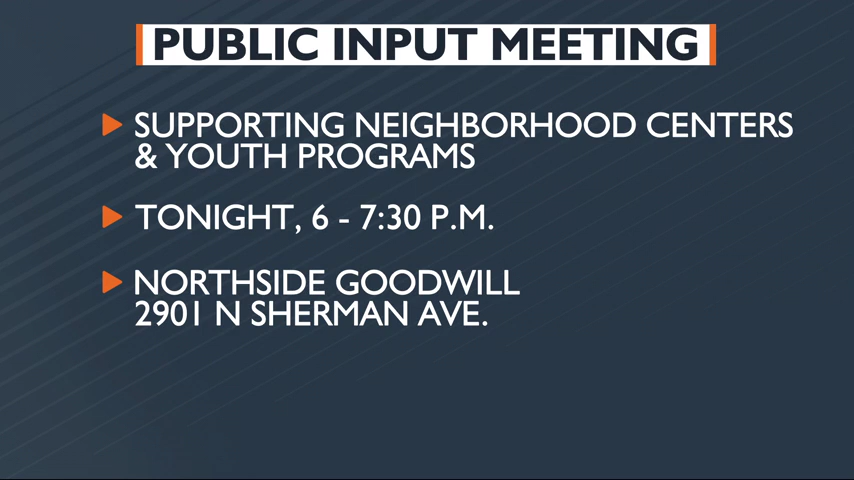 PUBLIC INPUT MEETING
SUPPORTING NEIGHBORHOOD CENTERS
& YOUTH PROGRAMS
TONIGHT, 6 - 7:30 P.M.
NORTHSIDE GOODWILL
2901 N SHERMAN AVE.